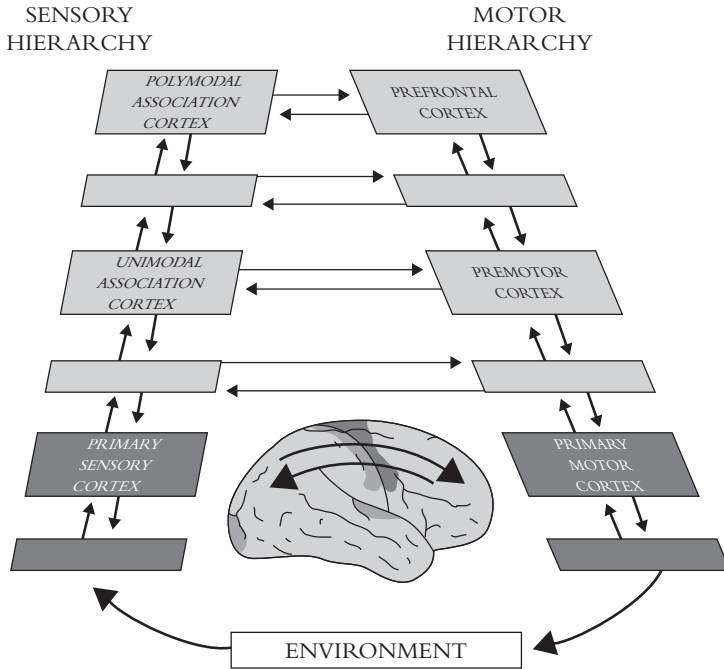 SENSORY
HIERARCHY
MOTOR
HIERARCHY
POLYMODAL
ASSOCIATION
CORTEX
PREFRONTAL
CORTEX
UNIMODAL
ASSOCIATION
CORTEX
PREMOTOR
CORTEX
PRIMARY
SENSORY
CORTEX
PRIMARY
MOTOR
CORTEX
ENVIRONMENT